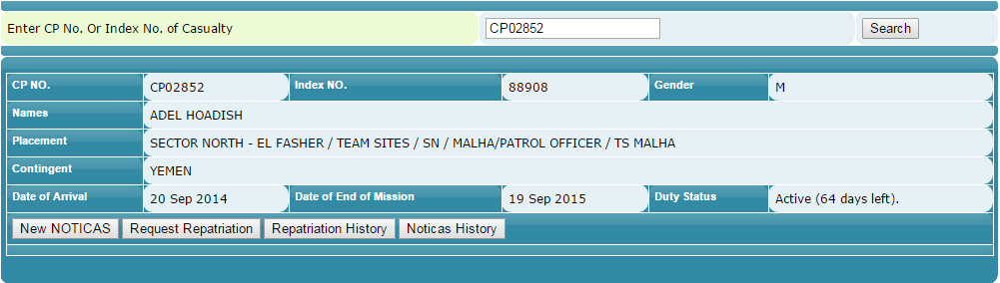 Enter CP No. Or Index No. of Casualty CP02852 Search
CP NO. CP02852 Index NO. 88908 Gender M
Names ADEL HOADISH
Placement SECTOR NORTH - EL FASHER / TEAM SITES / SN / MALHA/PATROL OFFICER / TS MALHA
Contingent YEMEN
Date of Arrival 20 Sep 2014 Date of End of Mission 19 Sep 2015 Duty Status Active (64 days left).
New NOTICAS Request Repatriation Repatriation History Noticas History